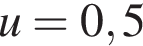 u = 0, 5